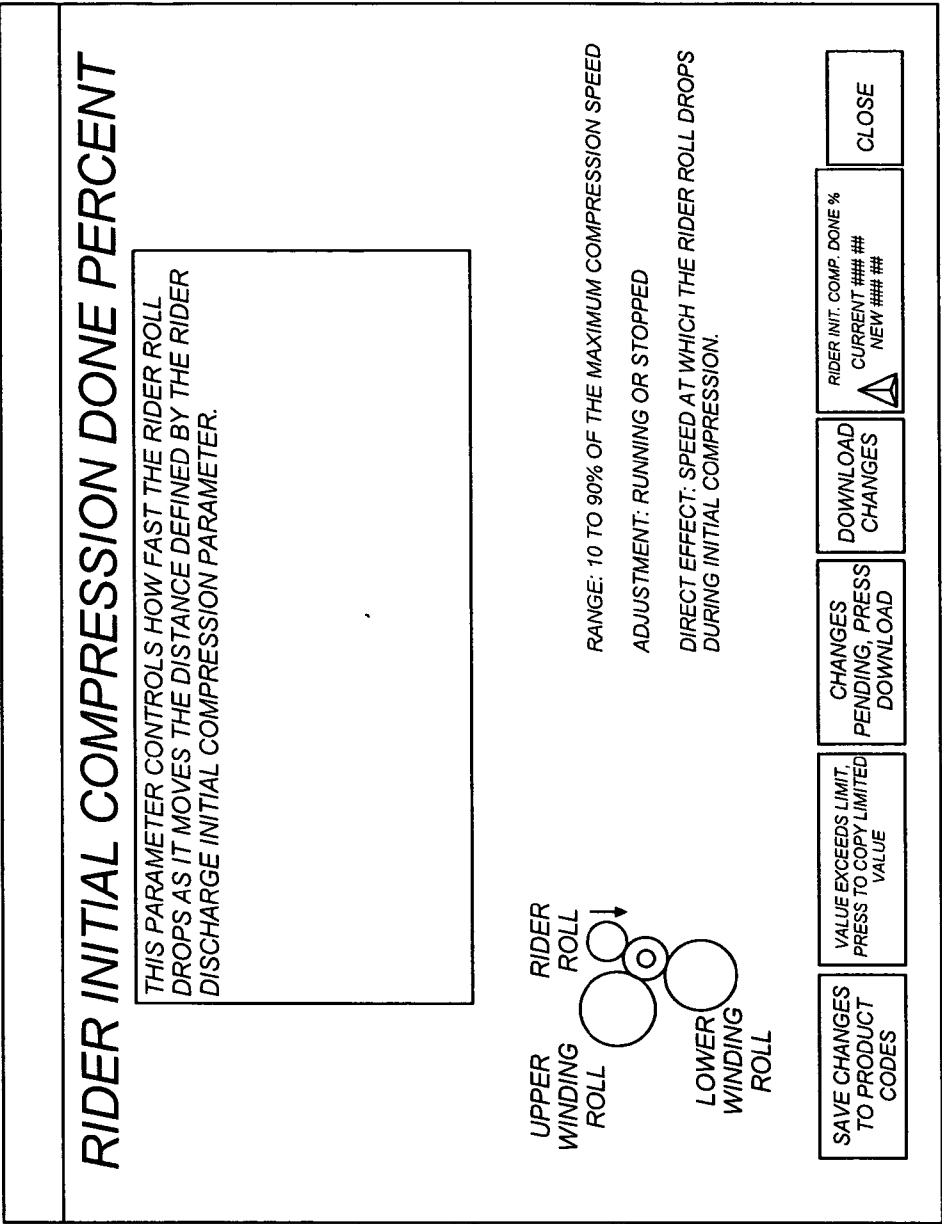 RIDER INITIAL COMPRESSION DONE PERCENT
THIS PARAMETER CONTROLS HOW FAST THE RIDER ROLL
DROPS AS IT MOVES THE DISTANCE DEFINED BY THE RIDER
DISCHARGE INITIAL COMPRESSION PARAMETER.
UPPER
WINDING
ROLL
RIDER
ROLL
LOWER
WINDING
ROLL
RANGE: 10 TO 90% OF THE MAXIMUM COMPRESSION SPEED
ADJUSTMENT: RUNNING OR STOPPED
DIRECT EFFECT: SPEED AT WHICH THE RIDER ROLL DROPS
DURING INITIAL COMPRESSION.
SAVE CHANGES
TO PRODUCT
CODES
VALUE EXCEEDS LIMIT,
PRESS TO COPY LIMITED
VALUE
CHANGES
PENDING, PRESS
DOWNLOAD
DOWNLOAD
CHANGES
RIDER INIT. COMP. DONE %
CURRENT ### ##
NEW ### ##
CLOSE